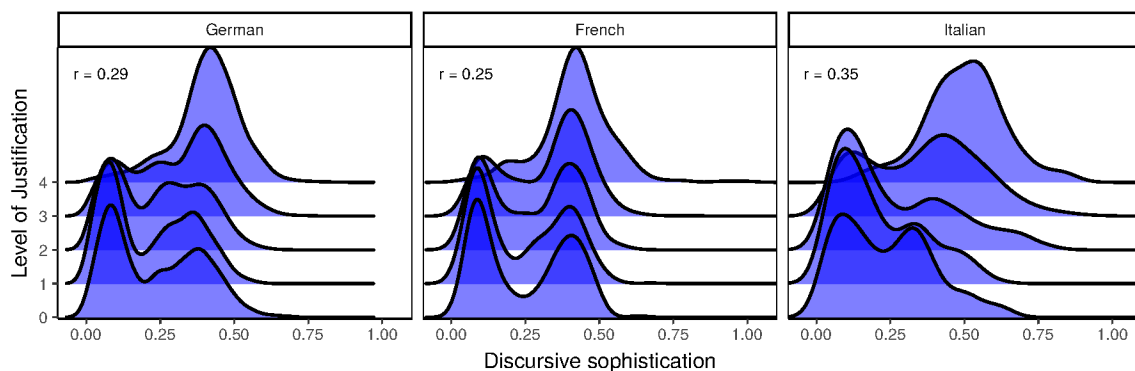 German
French
Italian
r = 0.29
r = 0.25
r = 0.35
Level of Justification
4
3
2
1
0
0.00 0.25 0.50 0.75 1.00
0.00 0.25 0.50 0.75 1.00
0.00 0.25 0.50 0.75 1.00
Discursive sophistication